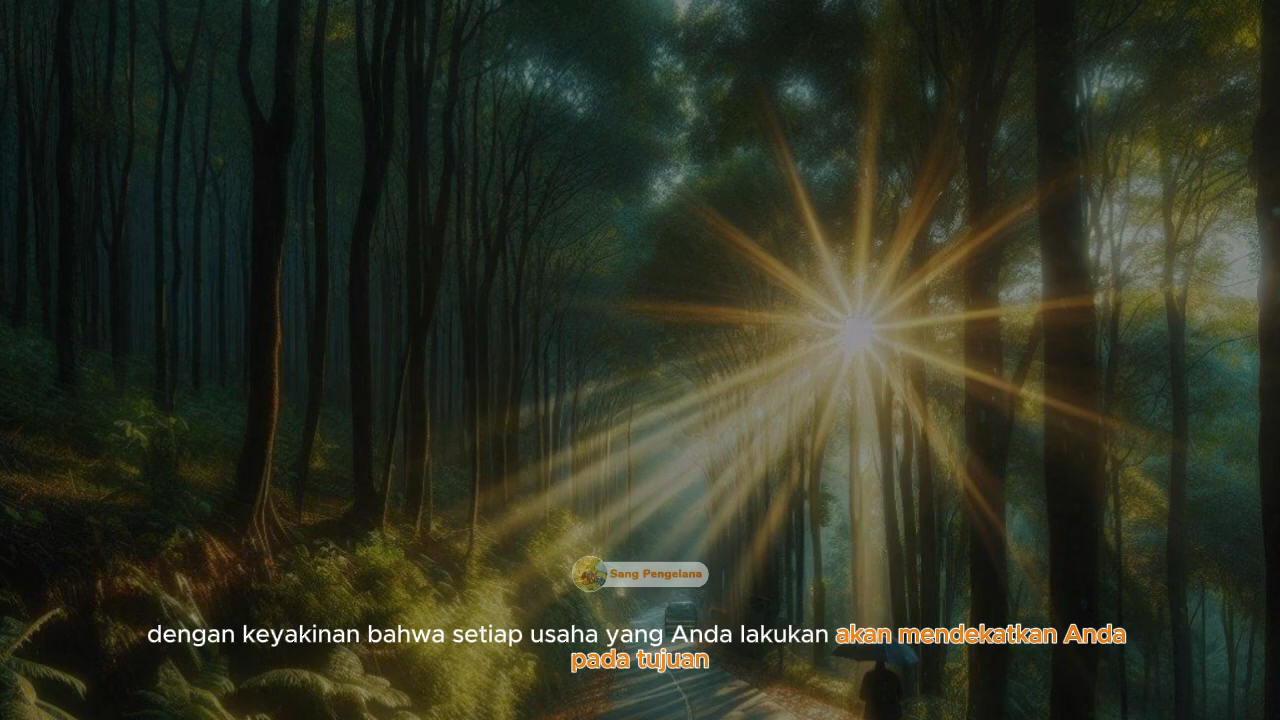 Sang Pengelana
dengan keyakinan bahwa setiap usaha yang Anda lakukan akan mendekatkan Anda
pada tujuan